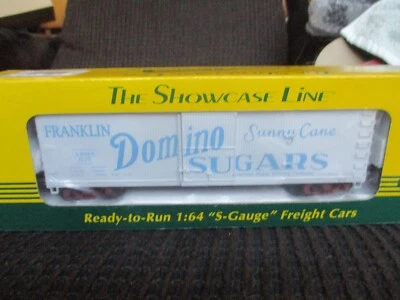 THE SHOWCASE LINE
FRANKLIN
Domino
Sunny Cane
SUGARS
Ready-to-Run 1:64 "S-Gauge" Freight Cars